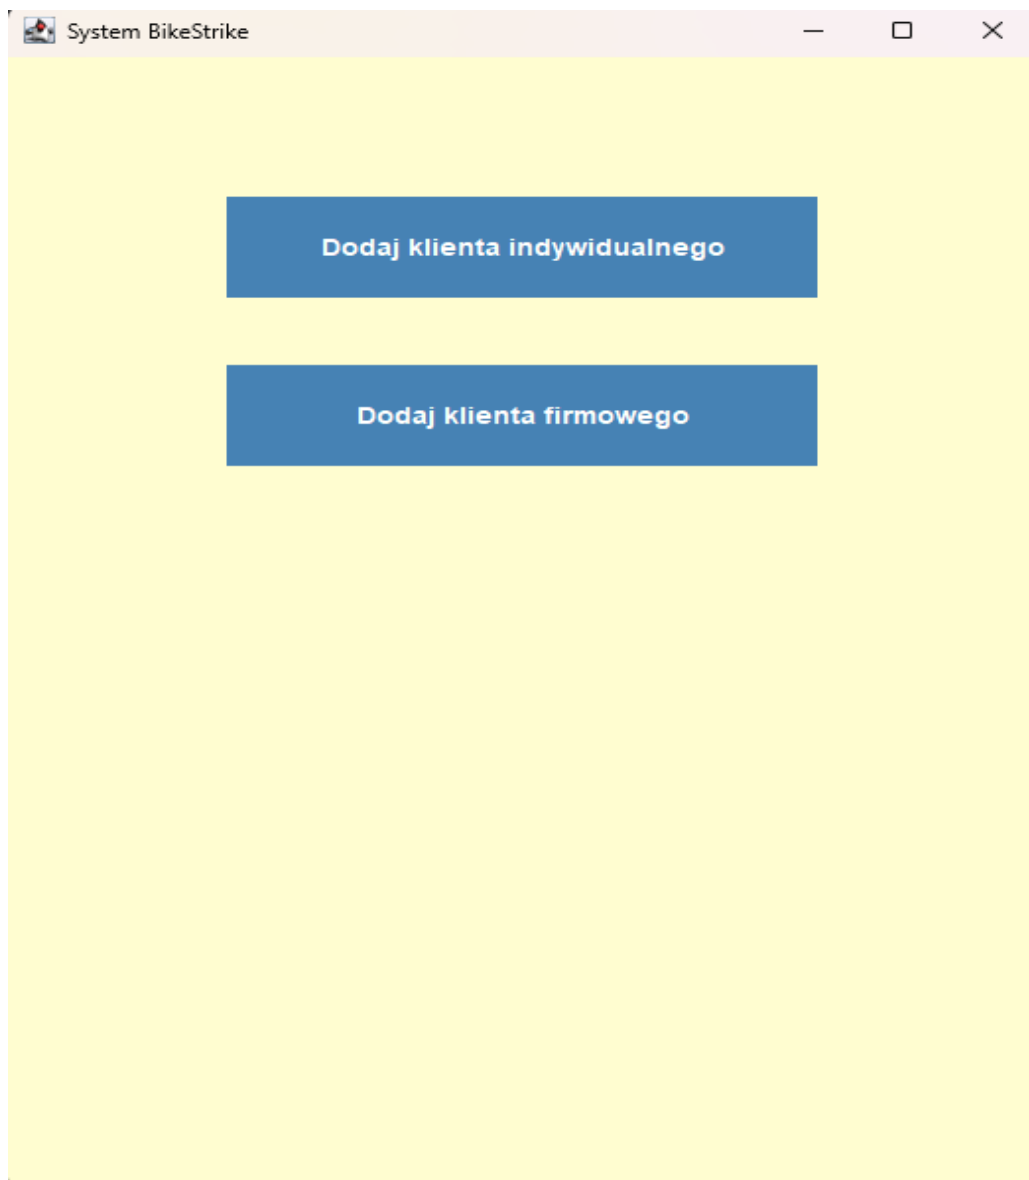 System BikeStrike
Dodaj klienta indywidualnego
Dodaj klienta firmowego